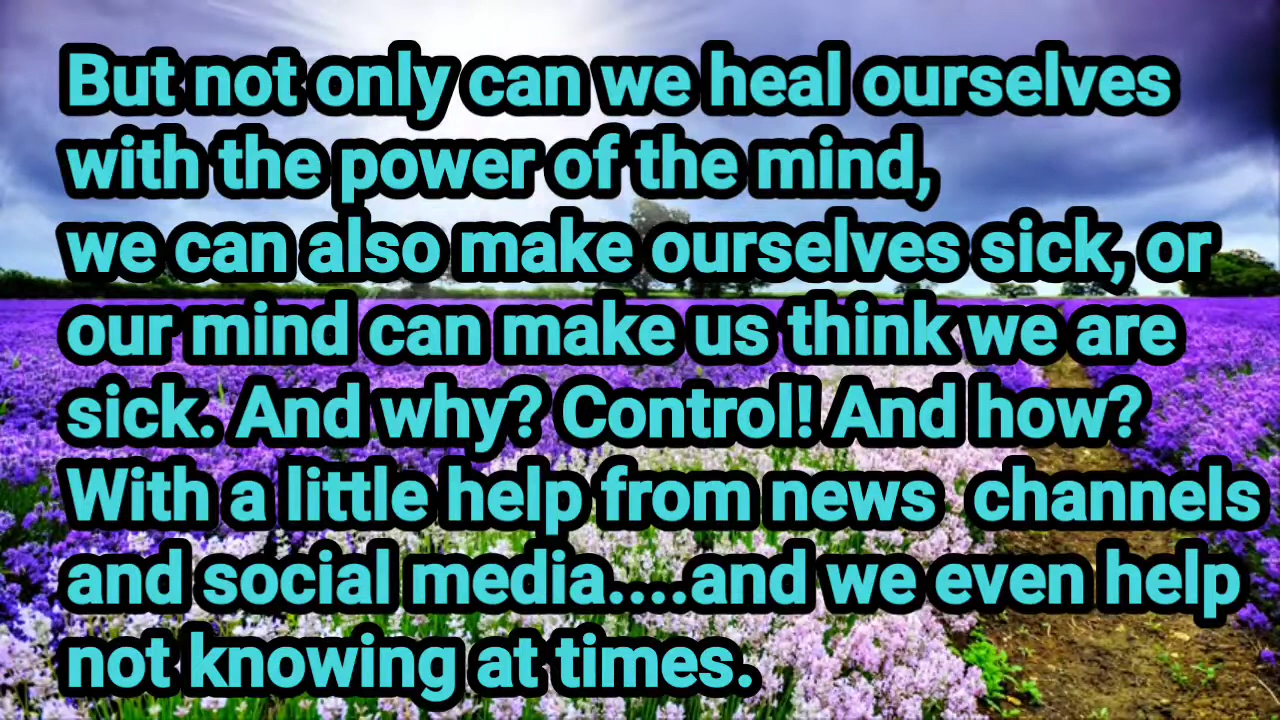 But not only can we heal ourselves
with the power of the mind,
we can also make ourselves sick, or
our mind can make us think we are
sick. And why? Control! And how?
With a little help from news  channels
and social media....and we even help
not knowing at times.